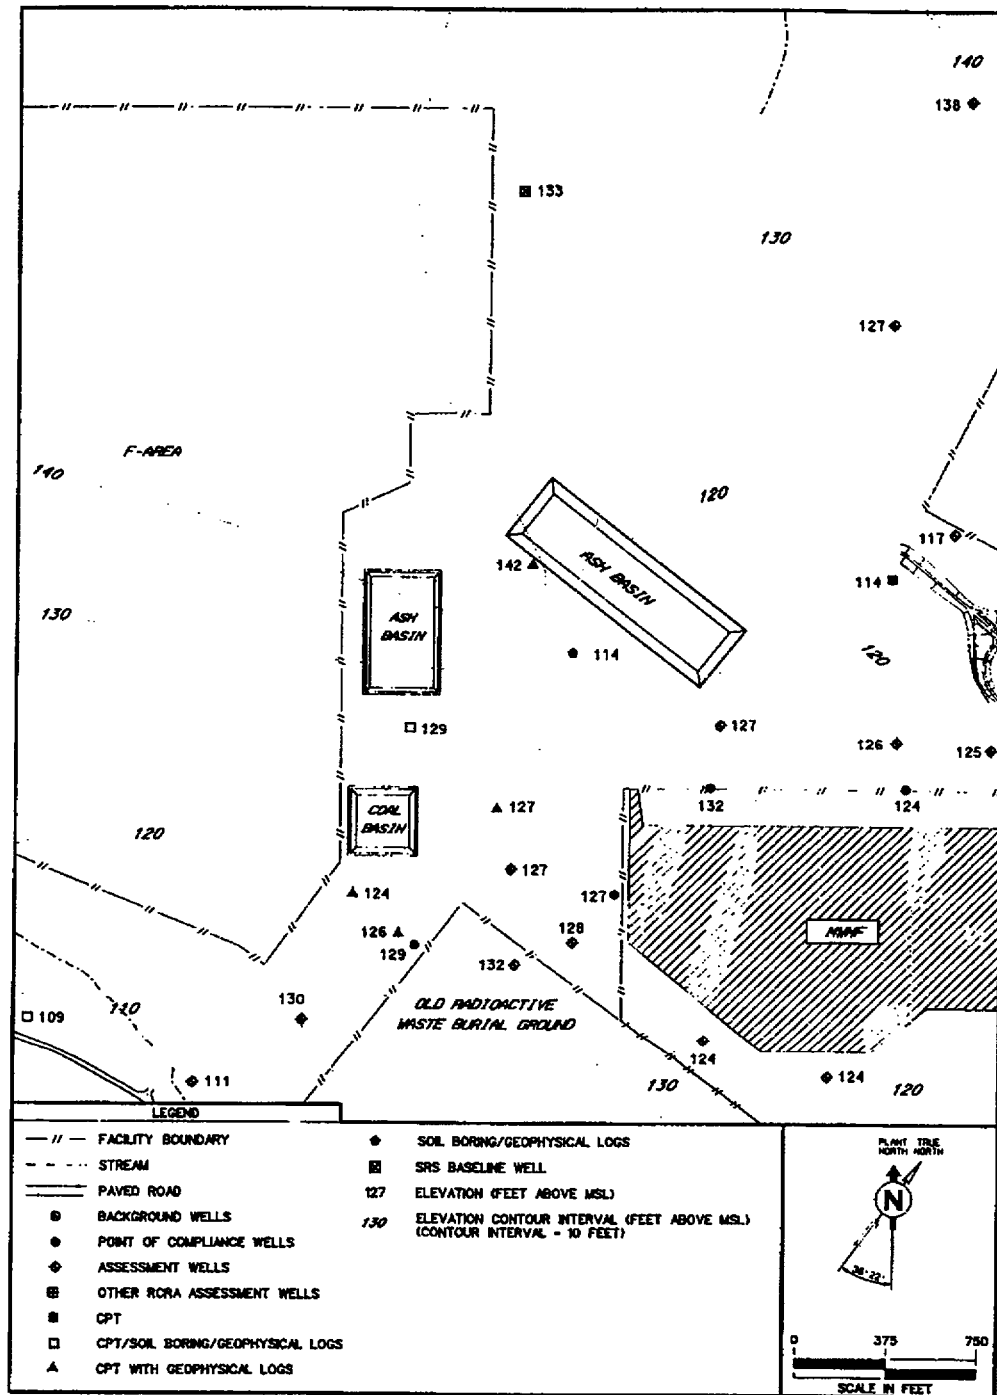 140
138
133
130
127
F-AREA
140
120
117
142
ASH BASIN
114
130
ASH
BASIN
114
120
129
127
126
125
132
124
COAL
BASIN
127
120
127
124
127
126
128
129
132
130
OLD RADIOACTIVE
WASTE BURIAL GROUND
109
110
124
111
130
124
120
LEGEND
FACILITY BOUNDARY
STREAM
PAVED ROAD
BACKGROUND WELLS
POINT OF COMPLIANCE WELLS
ASSESSMENT WELLS
OTHER RCRA ASSESSMENT WELLS
CPT
CPT/SOIL BORING/GEOPHYSICAL LOGS
CPT WITH GEOPHYSICAL LOGS
SOIL BORING/GEOPHYSICAL LOGS
SRS BASELINE WELL
127 ELEVATION (FEET ABOVE MSL)
130 ELEVATION CONTOUR INTERVAL (FEET ABOVE MSL)
(CONTOUR INTERVAL - 10 FEET)
PLANT TRUE
NORTH NORTH
N
36°22'
0 375 750
SCALE IN FEET